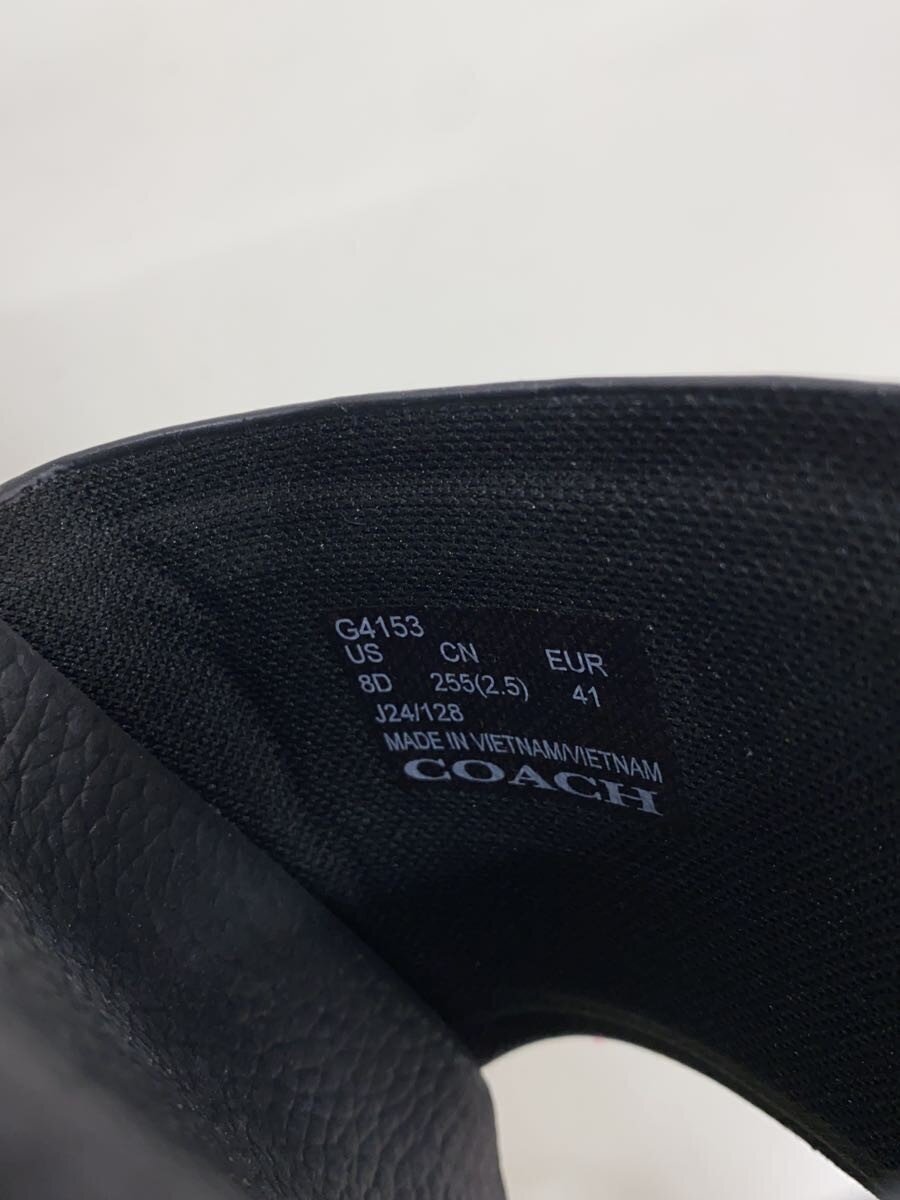 G4153
US CN EUR
8D 255(2.5) 41
J24/128
MADE IN VIETNAM/VIETNAM
COACH